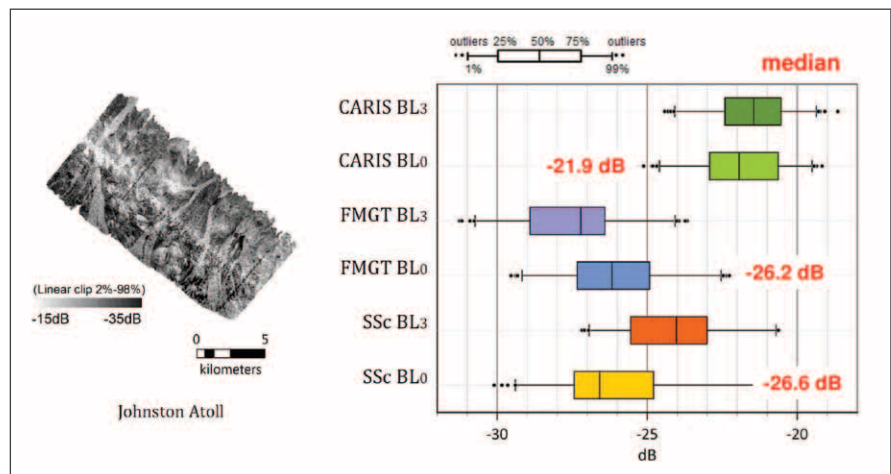 (Linear clip 2%-98%)
-15dB -35dB
0 5
kilometers
Johnston Atoll
outliers 25% 50% 75% outliers
1% 99%
median
CARIS BL3
CARIS BL0
-21.9 dB
FMGT BL3
FMGT BL0
-26.2 dB
SSc BL3
SSc BL0
-26.6 dB
-30 -25 -20
dB